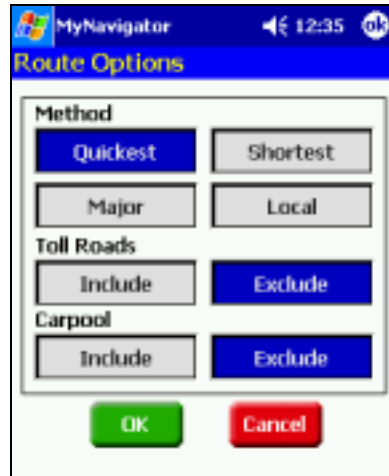 MyNavigator 12:35 ok
Route Options
Method
Quickest Shortest
Major Local
Toll Roads
Include Exclude
Carpool
Include Exclude
OK Cancel